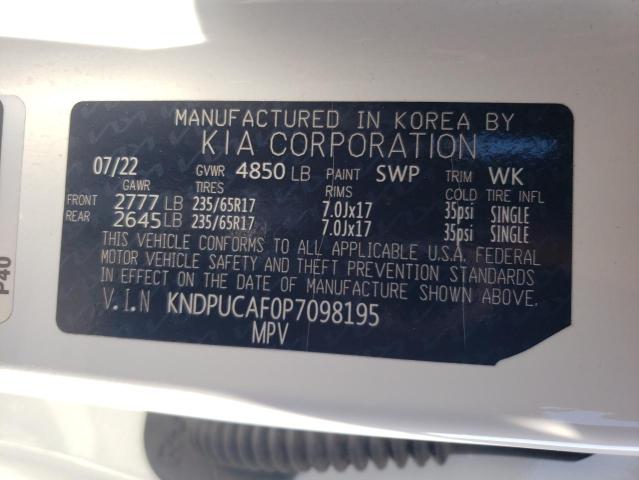 MANUFACTURED IN KOREA BY
KIA CORPORATION
07/22 GVWR 4850 LB PAINT SWP TRIM WK
GAWR TIRES RIMS COLD TIRE INFL
FRONT 2777 LB 235/65R17 7.0Jx17 35psi SINGLE
REAR 2645 LB 235/65R17 7.0Jx17 35psi SINGLE
THIS VEHICLE CONFORMS TO ALL APPLICABLE U.S.A. FEDERAL
MOTOR VEHICLE SAFETY AND THEFT PREVENTION STANDARDS
IN EFFECT ON THE DATE OF MANUFACTURE SHOWN ABOVE.
V.I.N KNDPUCAF0P7098195
MPV
P40